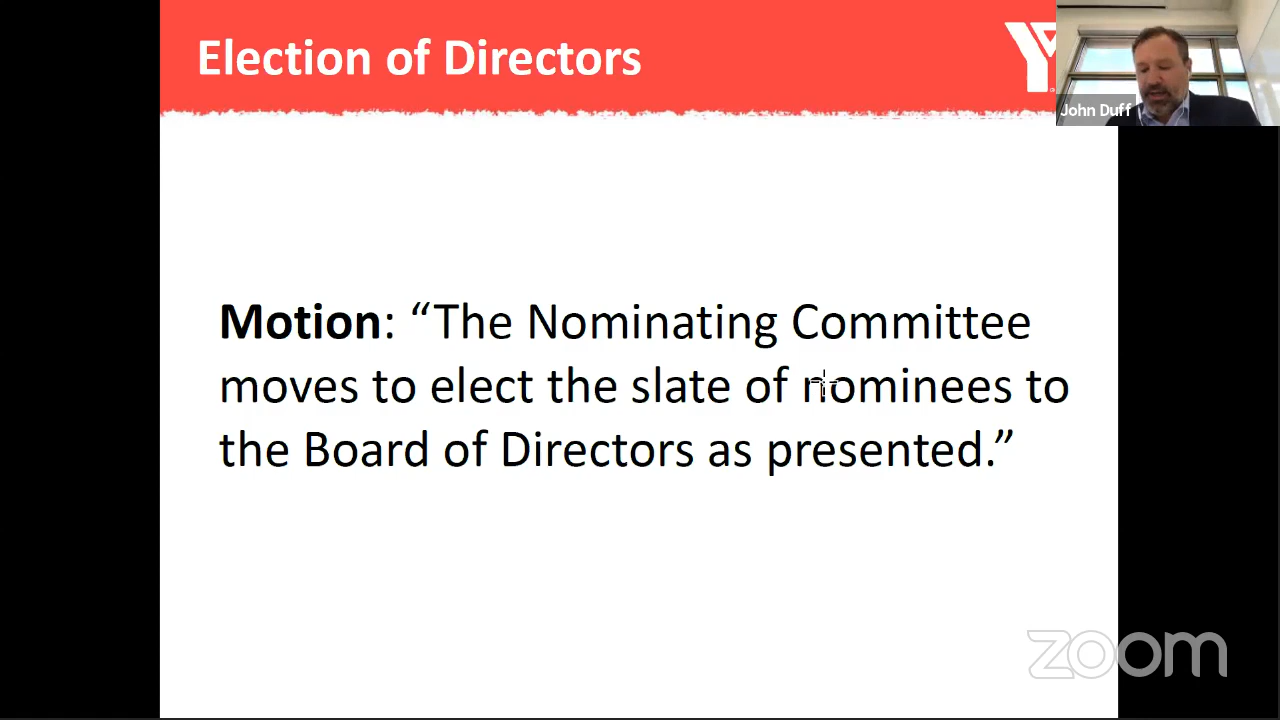 Election of Directors
John Duff
Motion: “The Nominating Committee
moves to elect the slate of nominees to
the Board of Directors as presented.”
zoom